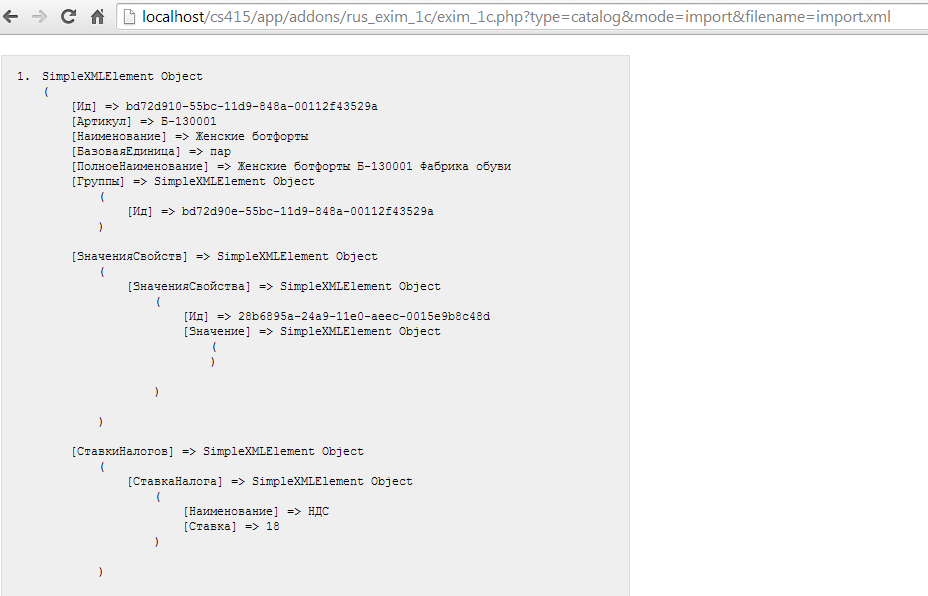 localhost/cs415/app/addons/rus_exim_1c/exim_1c.php?type=catalog&mode=import&filename=import.xml
1. SimpleXMLElement Object
(
[Ид] => bd72d910-55bc-11d9-848a-00112f43529a
[Артикул] => Б-130001
[Наименование] => Женские ботфорты
[БазоваяЕдиница] => пар
[ПолноеНаименование] => Женские ботфорты Б-130001 Фабрика обуви
[Группы] => SimpleXMLElement Object
(
[Ид] => bd72d90e-55bc-11d9-848a-00112f43529a
)
[ЗначенияСвойств] => SimpleXMLElement Object
(
[ЗначенияСвойства] => SimpleXMLElement Object
(
[Ид] => 28b6895a-24a9-11e0-aeec-0015e9b8c48d
[Значение] => SimpleXMLElement Object
(
)
)
)
[СтавкиНалогов] => SimpleXMLElement Object
(
[СтавкаНалога] => SimpleXMLElement Object
(
[Наименование] => НДС
[Ставка] => 18
)
)